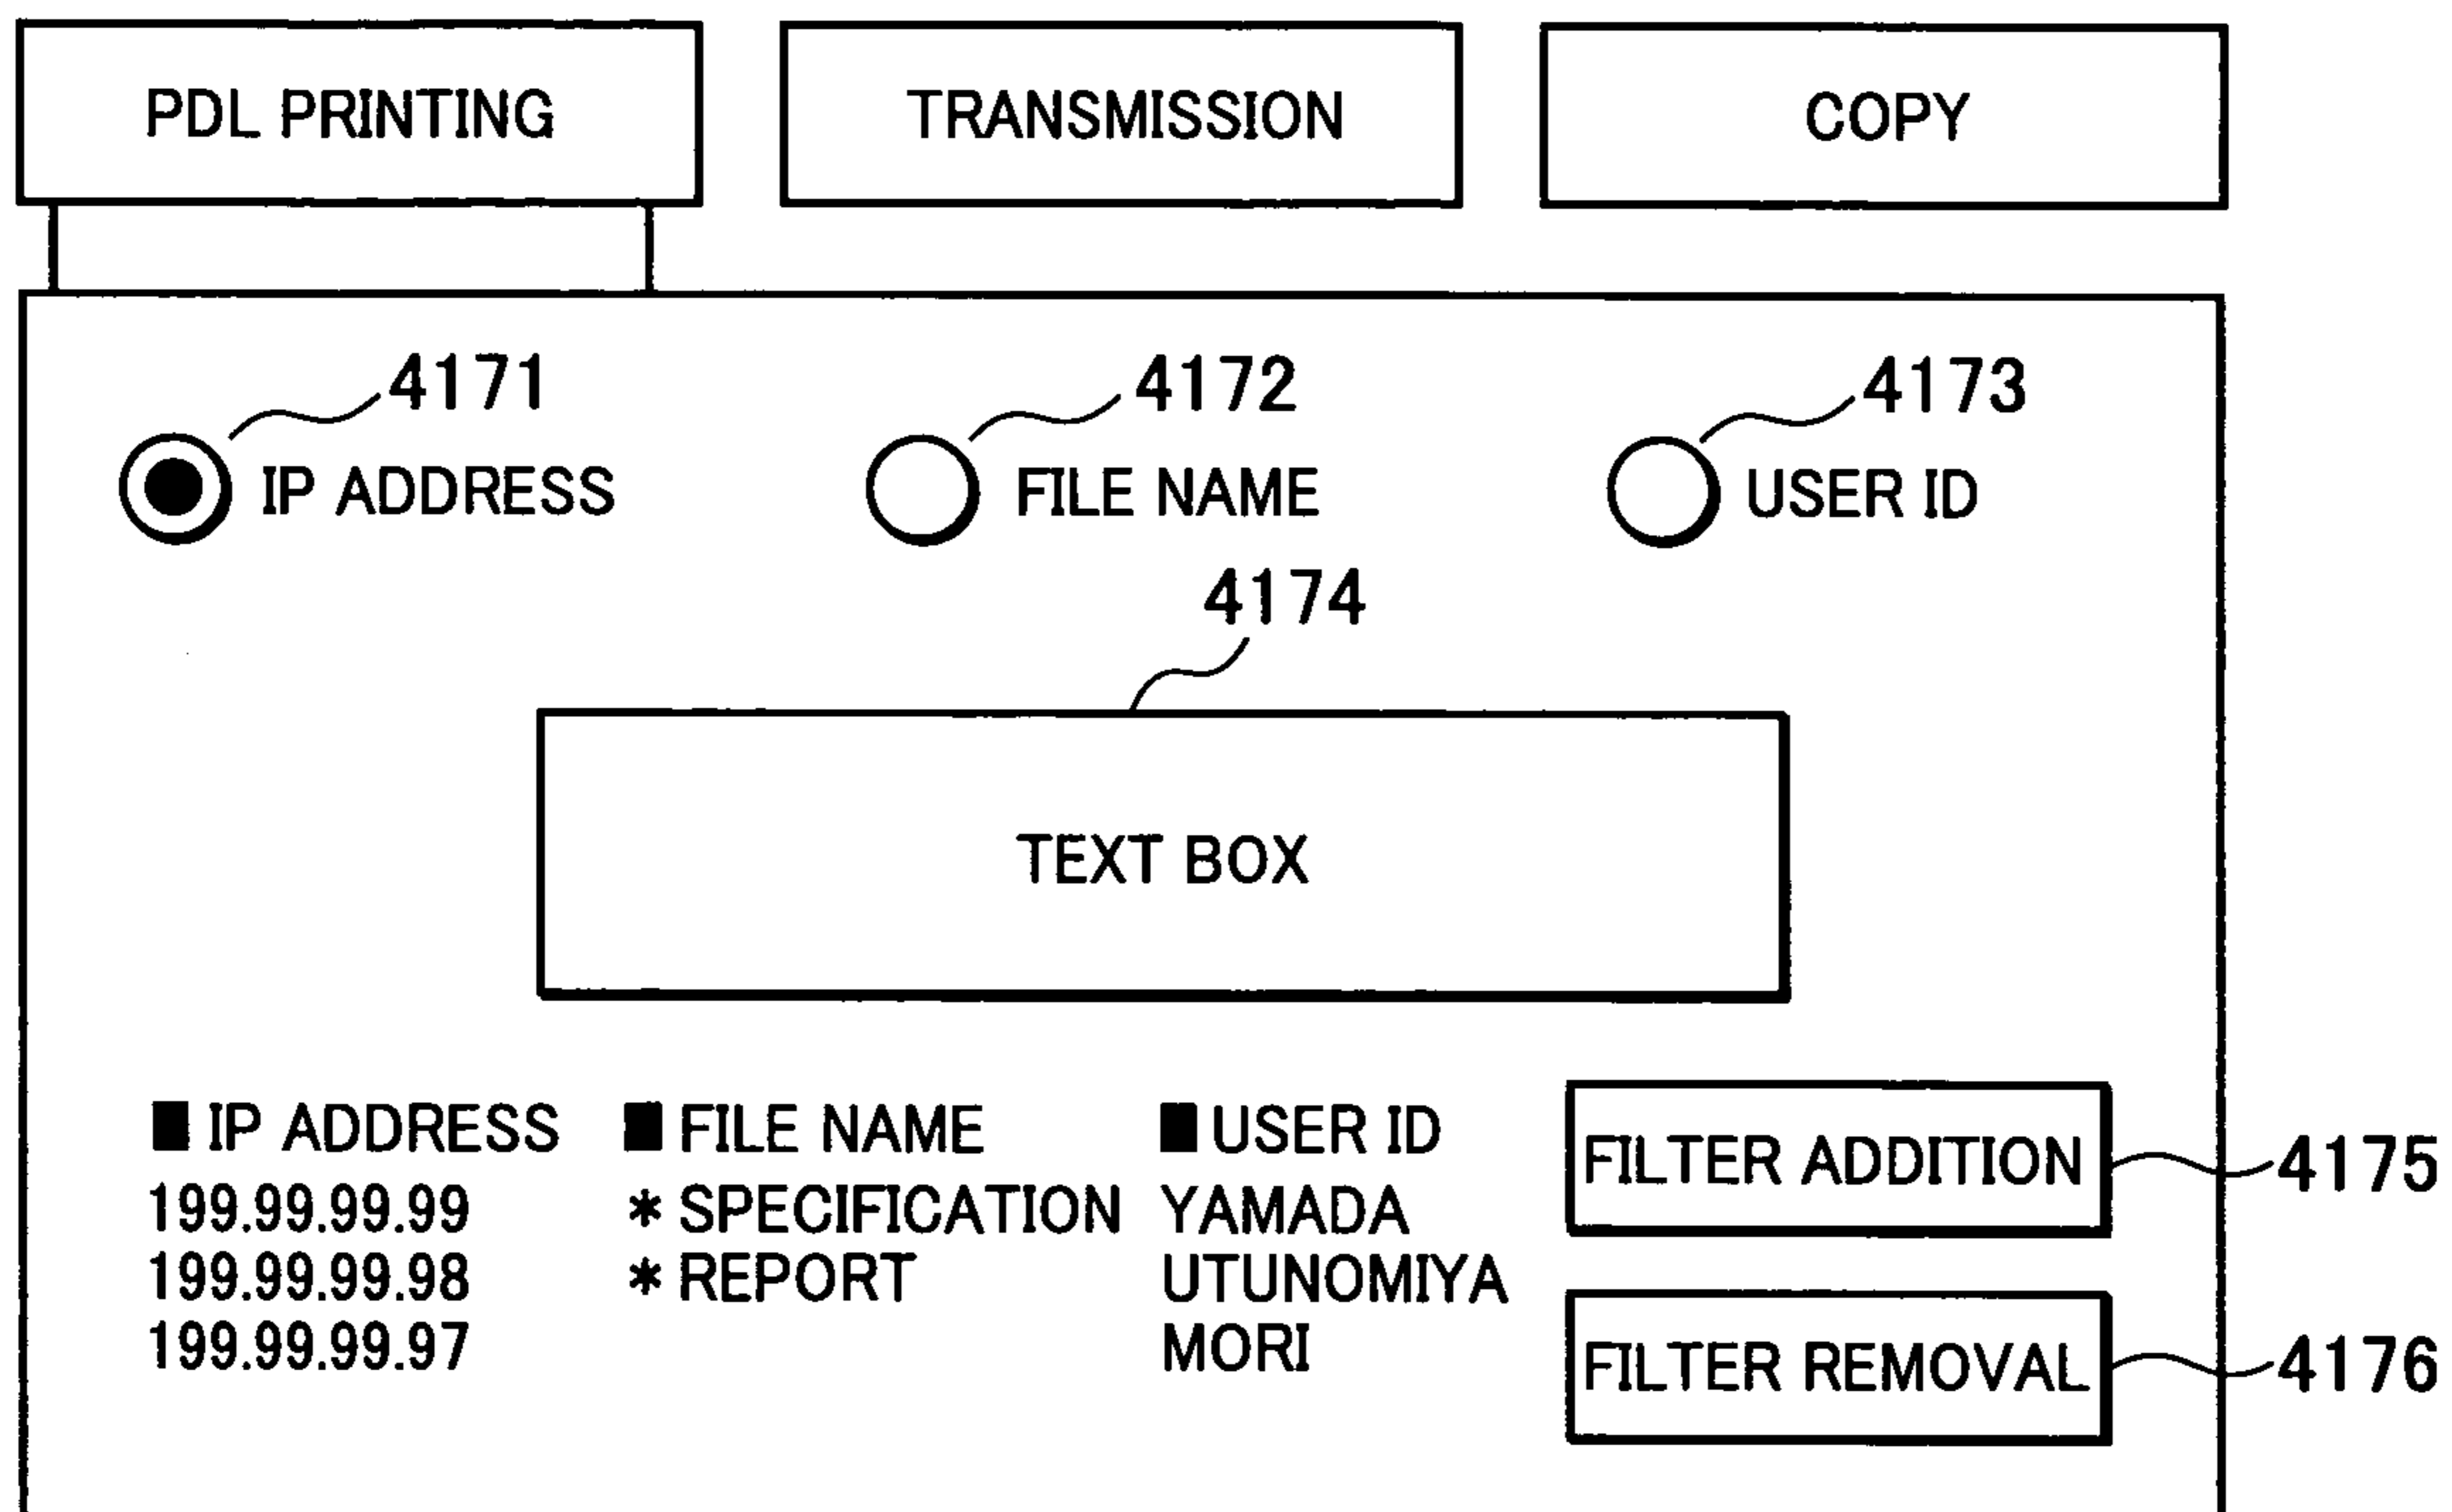 PDL PRINTING
TRANSMISSION
COPY
4171
4172
4173
IP ADDRESS
FILE NAME
USER ID
4174
TEXT BOX
■ IP ADDRESS
199.99.99.99
199.99.99.98
199.99.99.97
■ FILE NAME
* SPECIFICATION
* REPORT
■ USER ID
YAMADA
UTUNOMIYA
MORI
FILTER ADDITION
4175
FILTER REMOVAL
4176